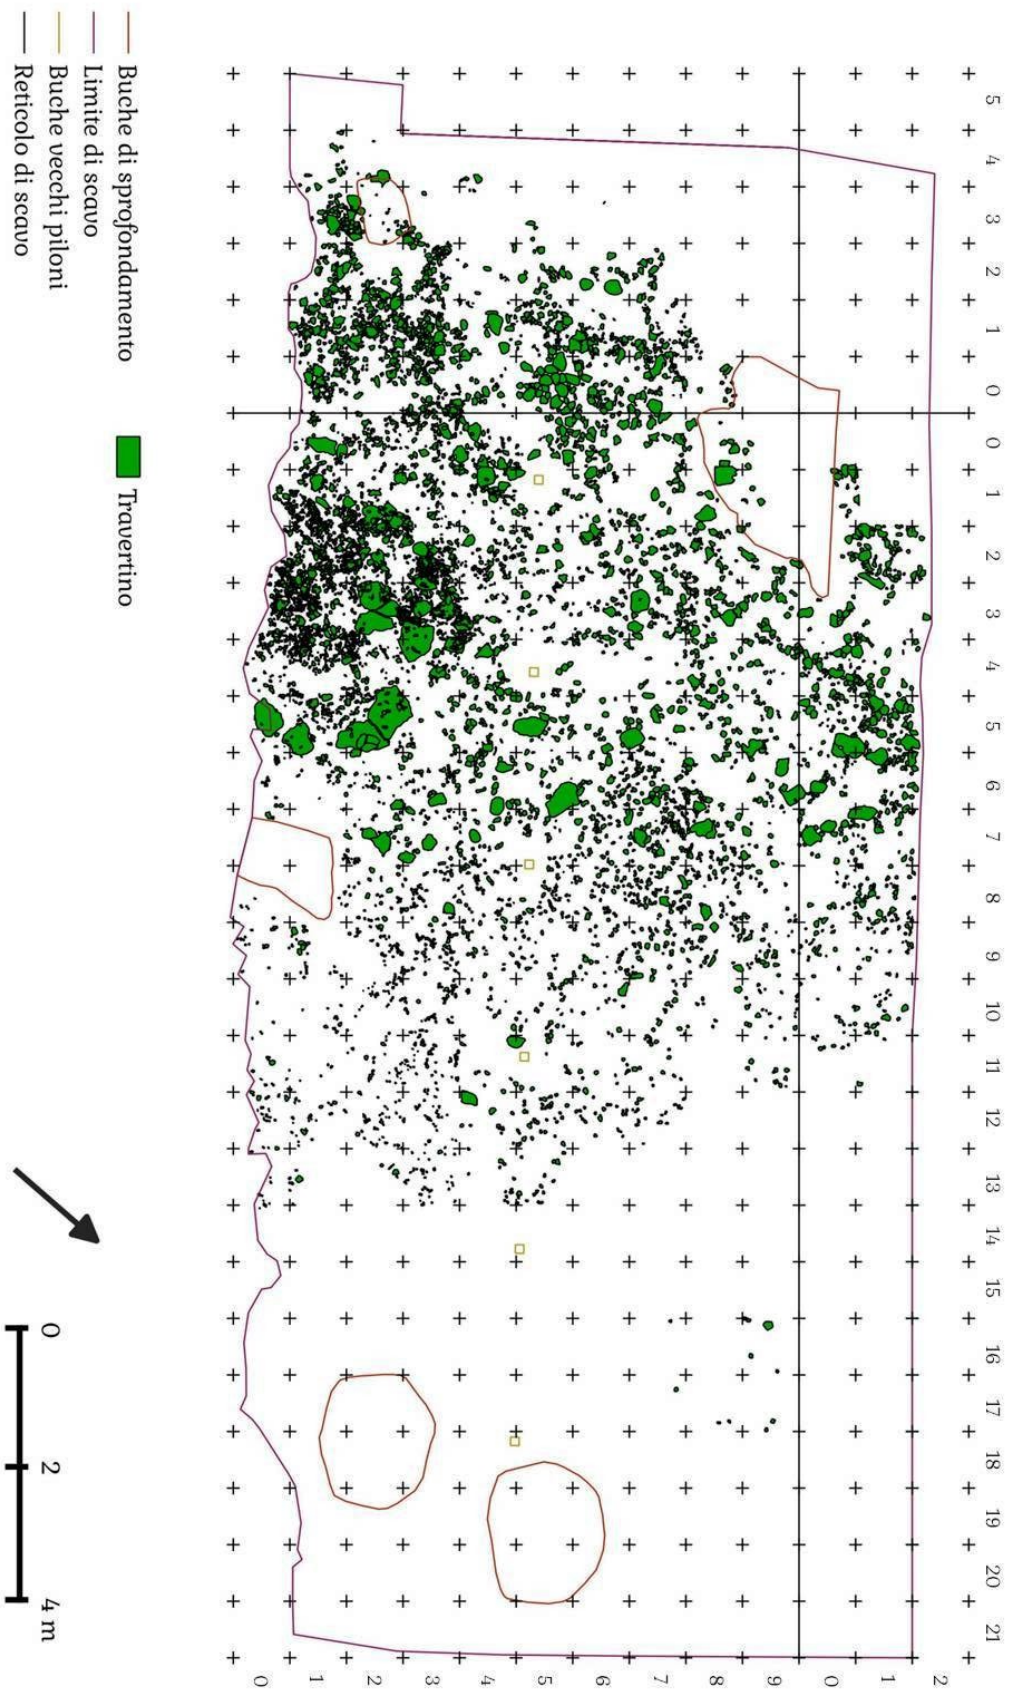 Buche di sprofondamento
Limite di scavo
Buche vecchi piloni
Reticolo di scavo
Travertino
5 4 3 2 1 0 0 1 2 3 4 5 6 7 8 9 10 11 12 13 14 15 16 17 18 19 20 21
2
1
0
9
8
7
6
5
4
3
2
1
0
0 2 4 m